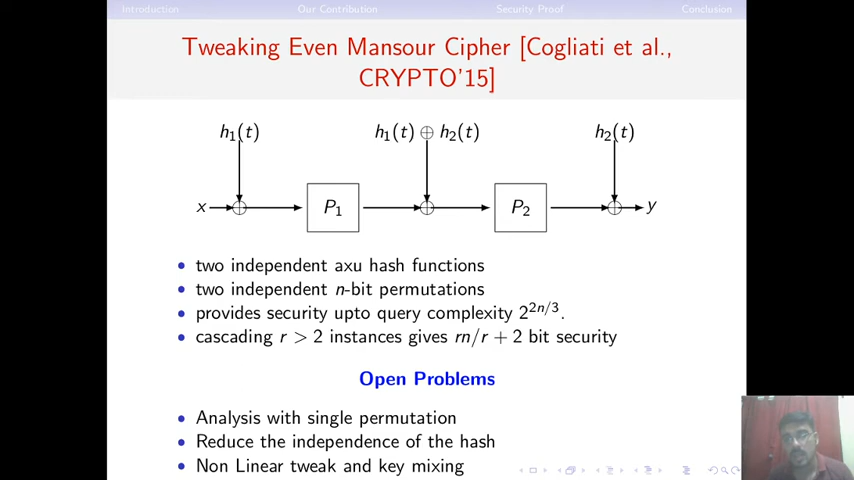 Introduction Our Contribution Security Proof Conclusion
Tweaking Even Mansour Cipher [Cogliati et al.,
CRYPTO'15]
h₁(t) h₁(t) ⊕ h₂(t) h₂(t)
x P₁ P₂ y
two independent axu hash functions
two independent n-bit permutations
provides security upto query complexity 2^{2n/3}.
cascading r > 2 instances gives rn/r + 2 bit security
Open Problems
Analysis with single permutation
Reduce the independence of the hash
Non Linear tweak and key mixing